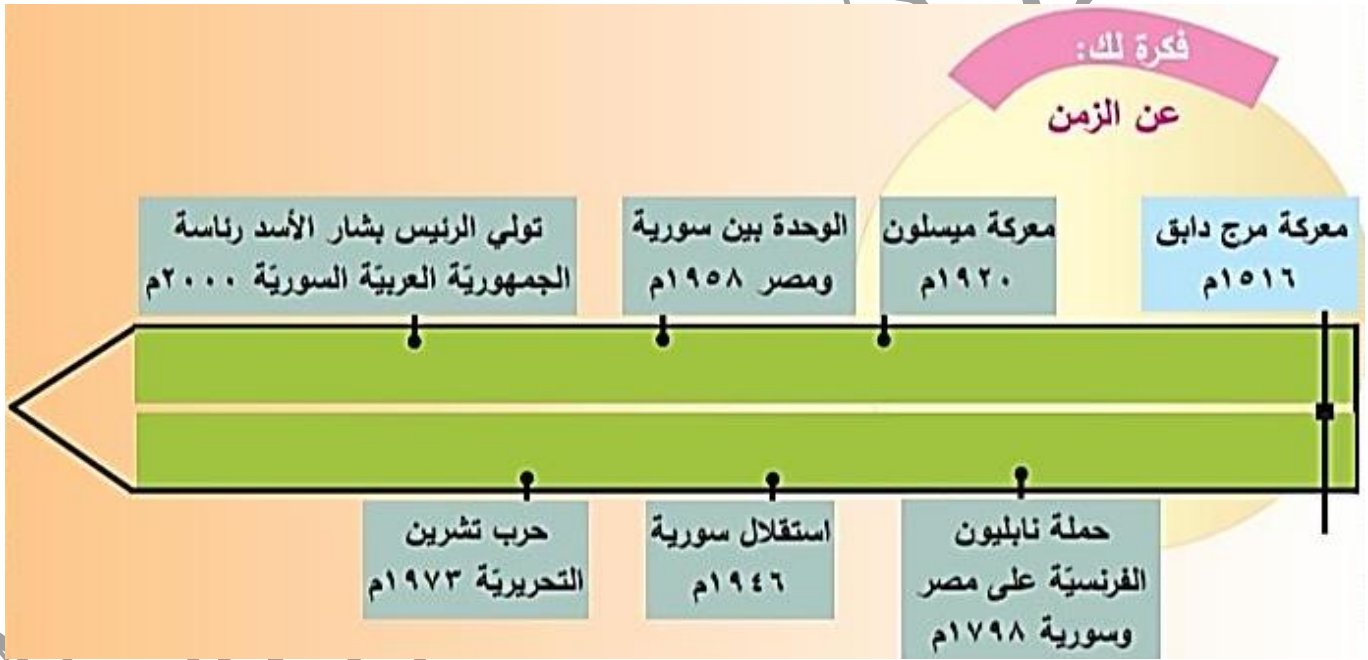 فكرة لك:
عن الزمن
معركة مرج دابق
١٥١٦م
معركة ميسلون
١٩٢٠م
الوحدة بين سورية
ومصر ١٩٥٨م
تولي الرئيس بشار الأسد رئاسة
الجمهوريّة العربيّة السوريّة ٢٠٠٠م
حملة نابليون
الفرنسيّة على مصر
وسورية ١٧٩٨م
استقلال سورية
١٩٤٦م
حرب تشرين
التحريريّة ١٩٧٣م